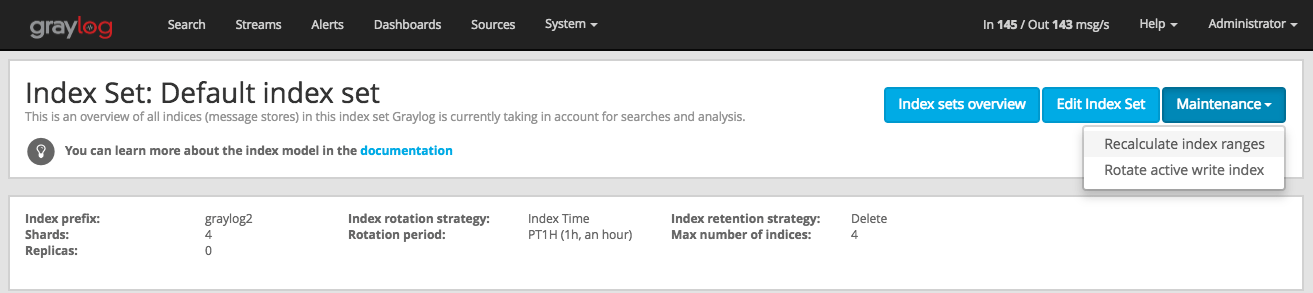 graylog Search Streams Alerts Dashboards Sources System In 145 / Out 143 msg/s Help Administrator
Index Set: Default index set
Index sets overview Edit Index Set Maintenance
This is an overview of all indices (message stores) in this index set Graylog is currently taking in account for searches and analysis.
Recalculate index ranges
You can learn more about the index model in the documentation
Rotate active write index
Index prefix: graylog2 Index rotation strategy: Index Time Index retention strategy: Delete
Shards: 4 Rotation period: PT1H (1h, an hour) Max number of indices: 4
Replicas: 0